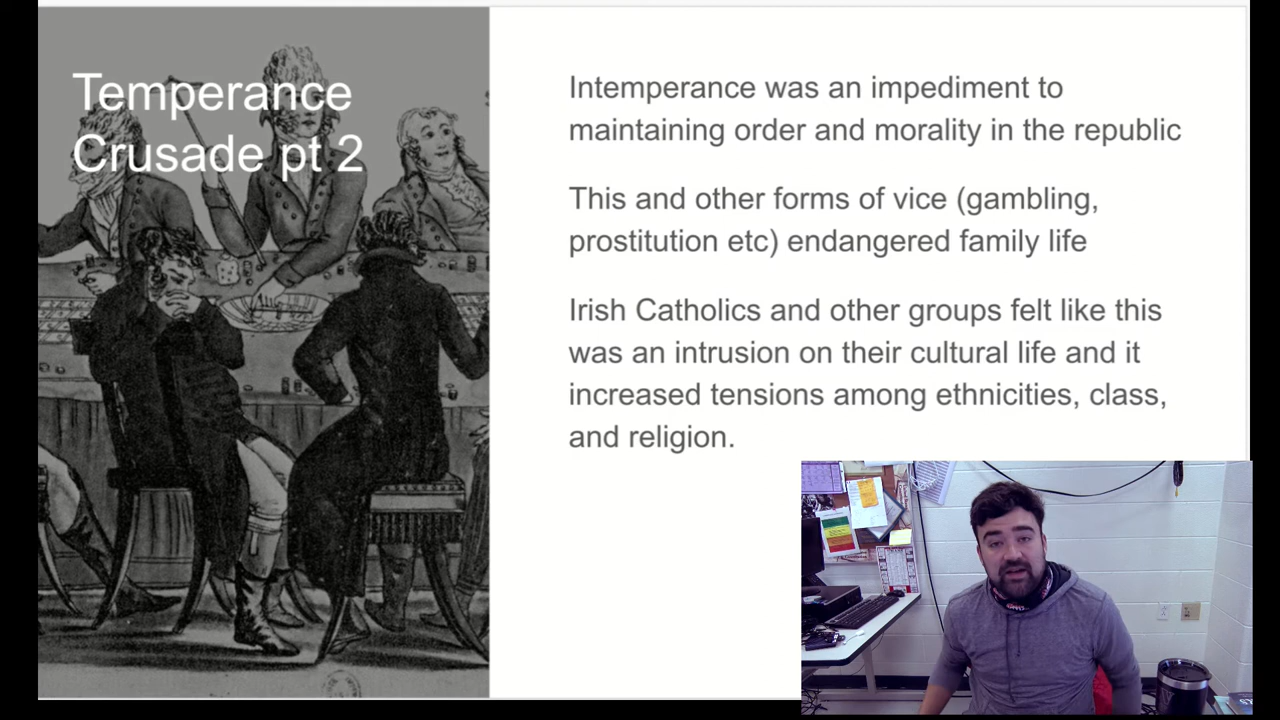 Temperance
Crusade pt 2
Intemperance was an impediment to
maintaining order and morality in the republic
This and other forms of vice (gambling,
prostitution etc) endangered family life
Irish Catholics and other groups felt like this
was an intrusion on their cultural life and it
increased tensions among ethnicities, class,
and religion.